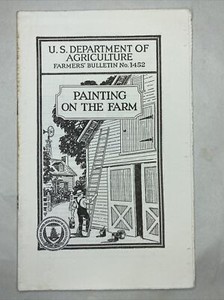 U.S. DEPARTMENT OF
AGRICULTURE
FARMERS' BULLETIN No. 1452
PAINTING
ON THE FARM